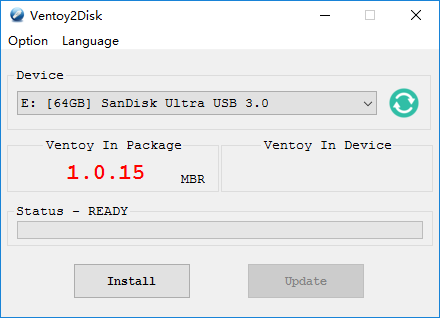 Ventoy2Disk
Option Language
Device
E: [64GB] SanDisk Ultra USB 3.0
Ventoy In Package Ventoy In Device
1.0.15 MBR
Status - READY
Install Update